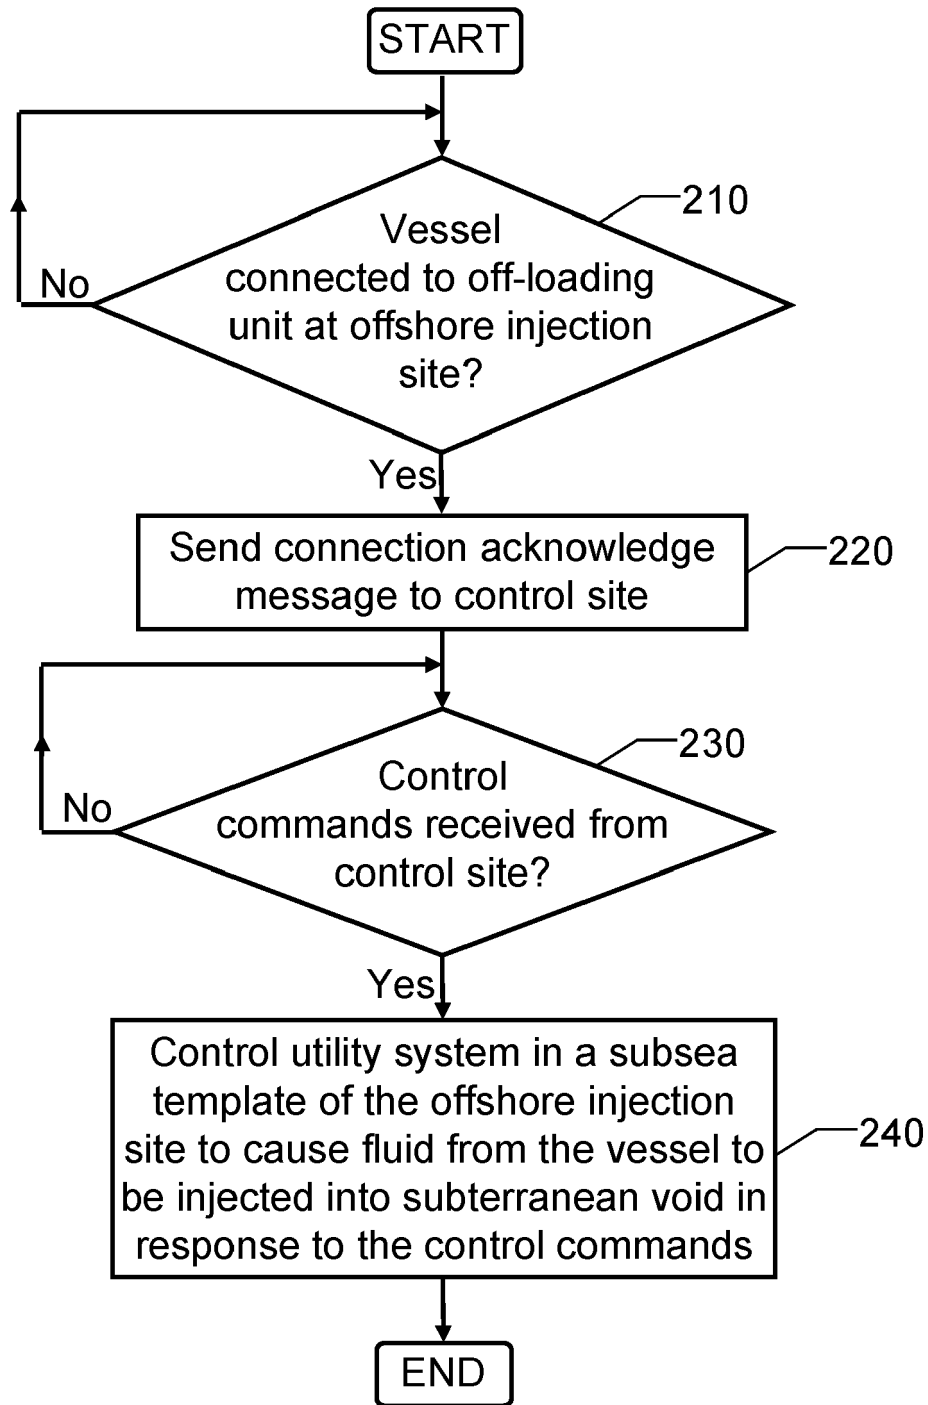 START
Vessel
connected to off-loading
unit at offshore injection
site?
210
No
Yes
Send connection acknowledge
message to control site
220
Control
commands received from
control site?
230
No
Yes
Control utility system in a subsea
template of the offshore injection
site to cause fluid from the vessel to
be injected into subterranean void in
response to the control commands
240
END